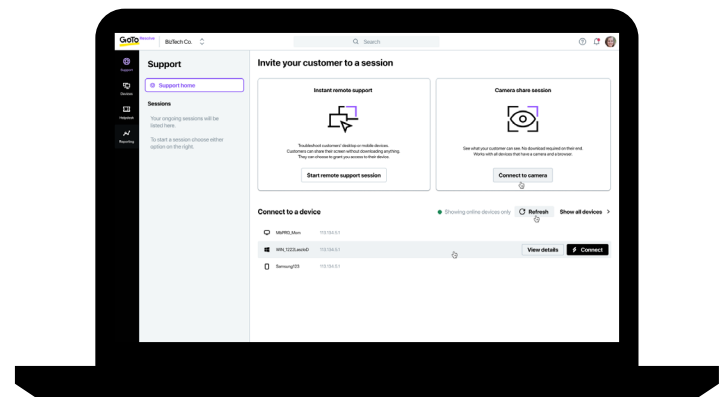 GoTo Resolve
BizTech Co.
Search
Support
Devices
Helpdesk
Reporting
Support
Support home
Sessions
Your ongoing sessions will be
listed here.
To start a session choose either
option on the right.
Invite your customer to a session
Instant remote support
Troubleshoot customers' desktop or mobile devices.
Customers can share their screen without downloading anything.
They can choose to grant you access to their device.
Start remote support session
Camera share session
See what your customer can see. No download required on their end.
Works with all devices that have a camera and a browser.
Connect to camera
Connect to a device
Showing online devices only
Refresh
Show all devices >
View details
Connect
Samsung123